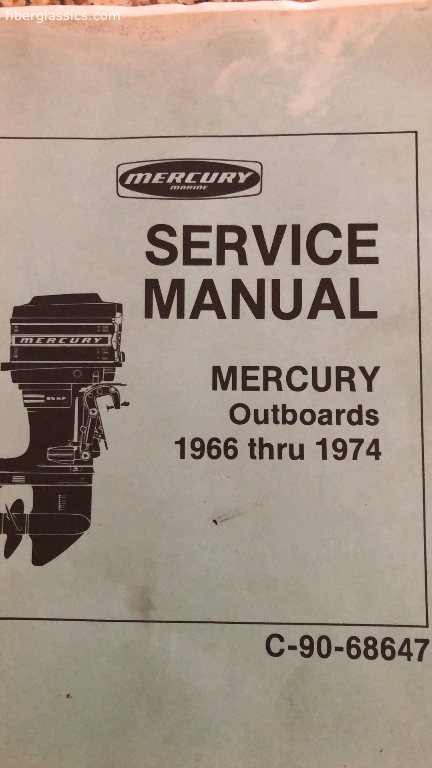 fiberglassics.com
MERCURY
MARINE
SERVICE
MANUAL
MERCURY
MERCURY
Outboards
1966 thru 1974
C-90-68647